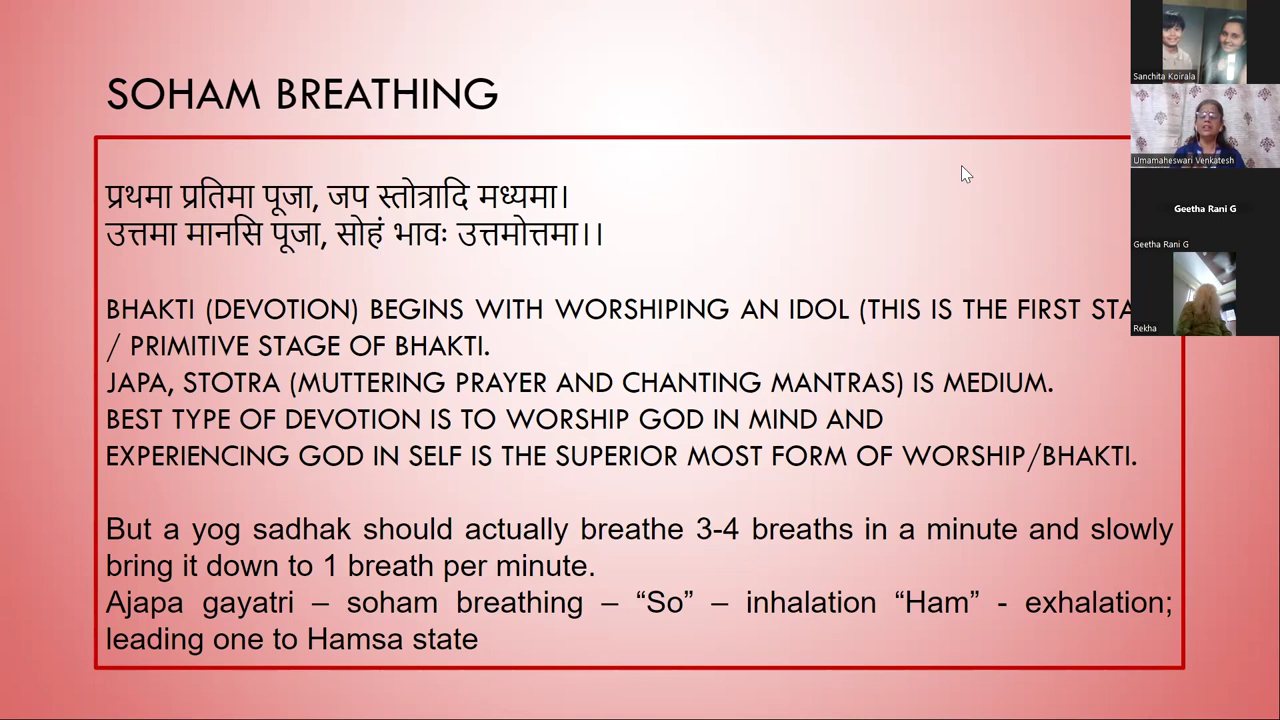 SOHAM BREATHING
प्रथमा प्रतिमा पूजा, जप स्तोत्रादि मध्यमा।
उत्तमा मानसि पूजा, सोहं भावः उत्तमोत्तमा।।
BHAKTI (DEVOTION) BEGINS WITH WORSHIPING AN IDOL (THIS IS THE FIRST
/ PRIMITIVE STAGE OF BHAKTI.
JAPA, STOTRA (MUTTERING PRAYER AND CHANTING MANTRAS) IS MEDIUM.
BEST TYPE OF DEVOTION IS TO WORSHIP GOD IN MIND AND
EXPERIENCING GOD IN SELF IS THE SUPERIOR MOST FORM OF WORSHIP/BHAKTI.
But a yog sadhak should actually breathe 3-4 breaths in a minute and slowly
bring it down to 1 breath per minute.
Ajapa gayatri – soham breathing – “So” – inhalation “Ham” - exhalation;
leading one to Hamsa state
Sanchita Koirala
Umamaheswari Venkatesh
Geetha Rani G
Geetha Rani G
Rekha